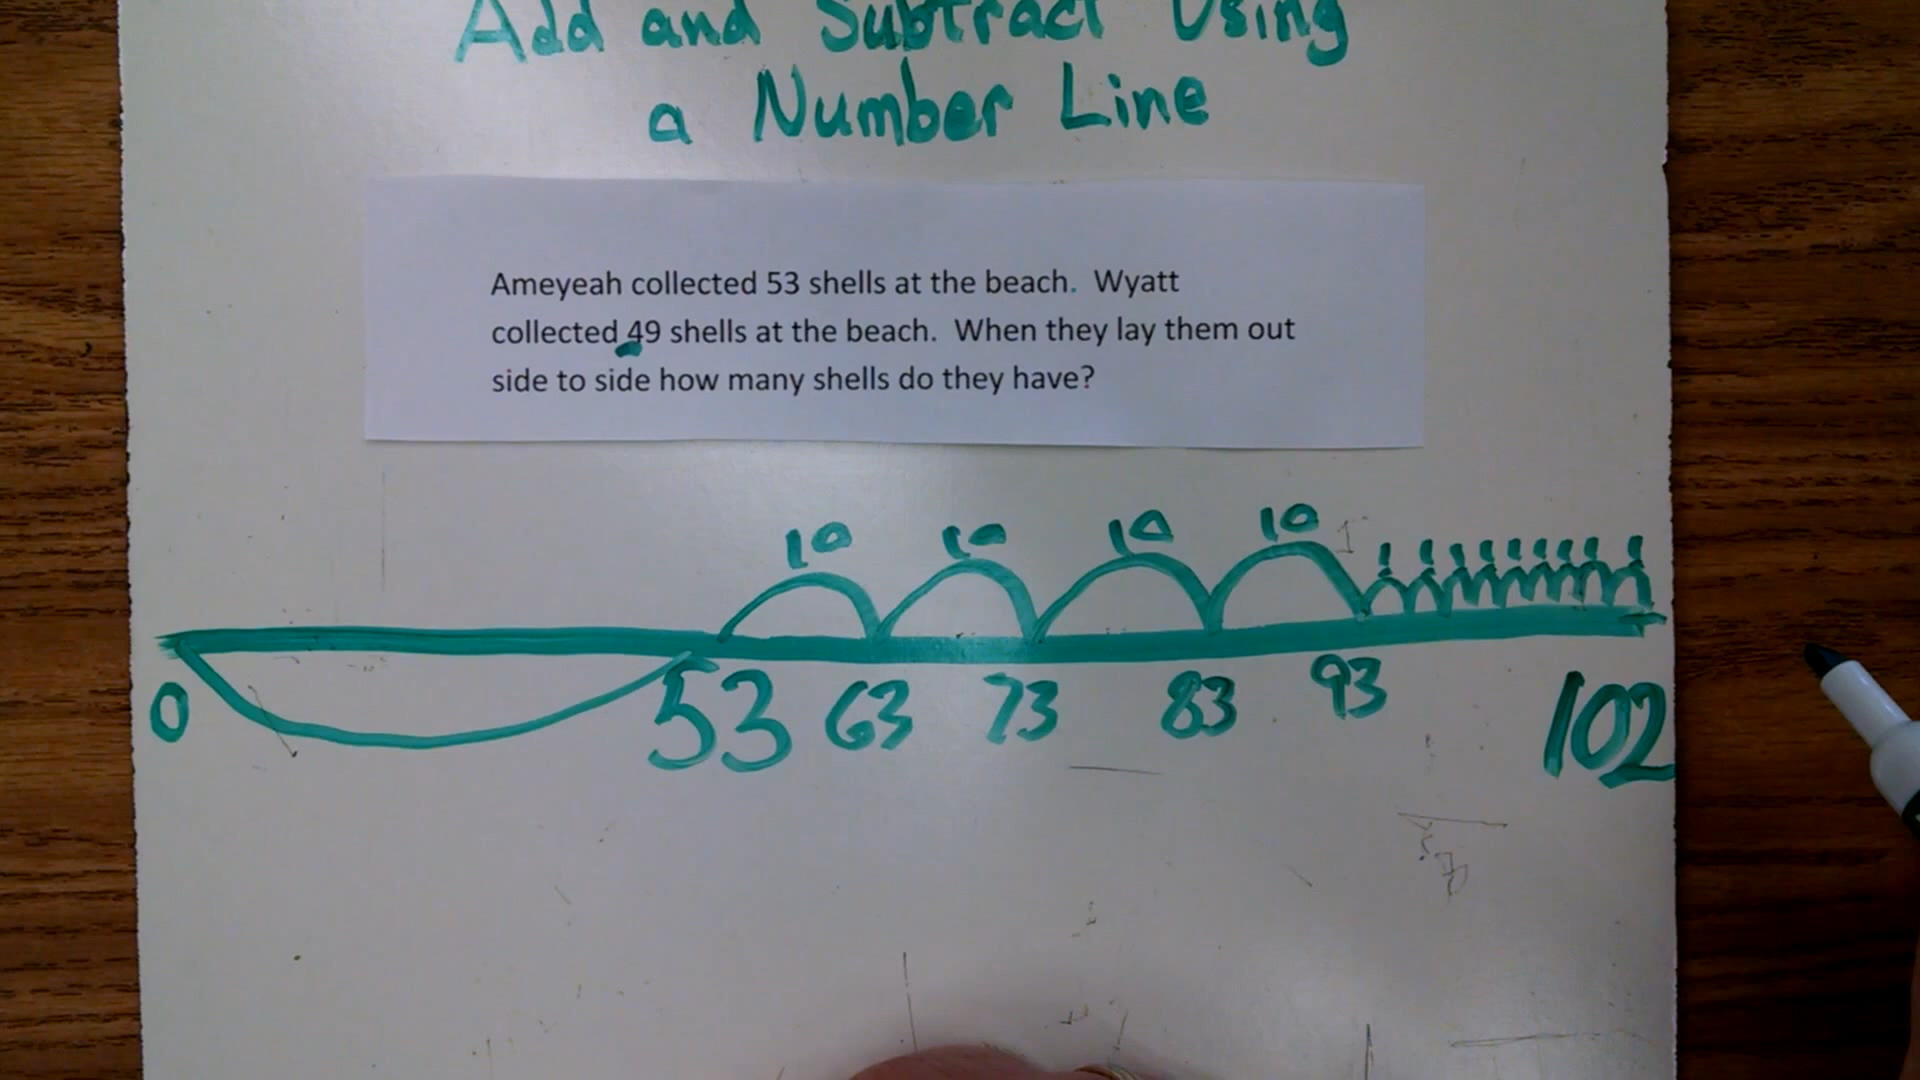 Add and Subtract Using
a Number Line
Ameyeah collected 53 shells at the beach. Wyatt
collected 49 shells at the beach. When they lay them out
side to side how many shells do they have?
10 10 10 10 1 1 1 1 1 1 1 1 1
0 53 63 73 83 93 102